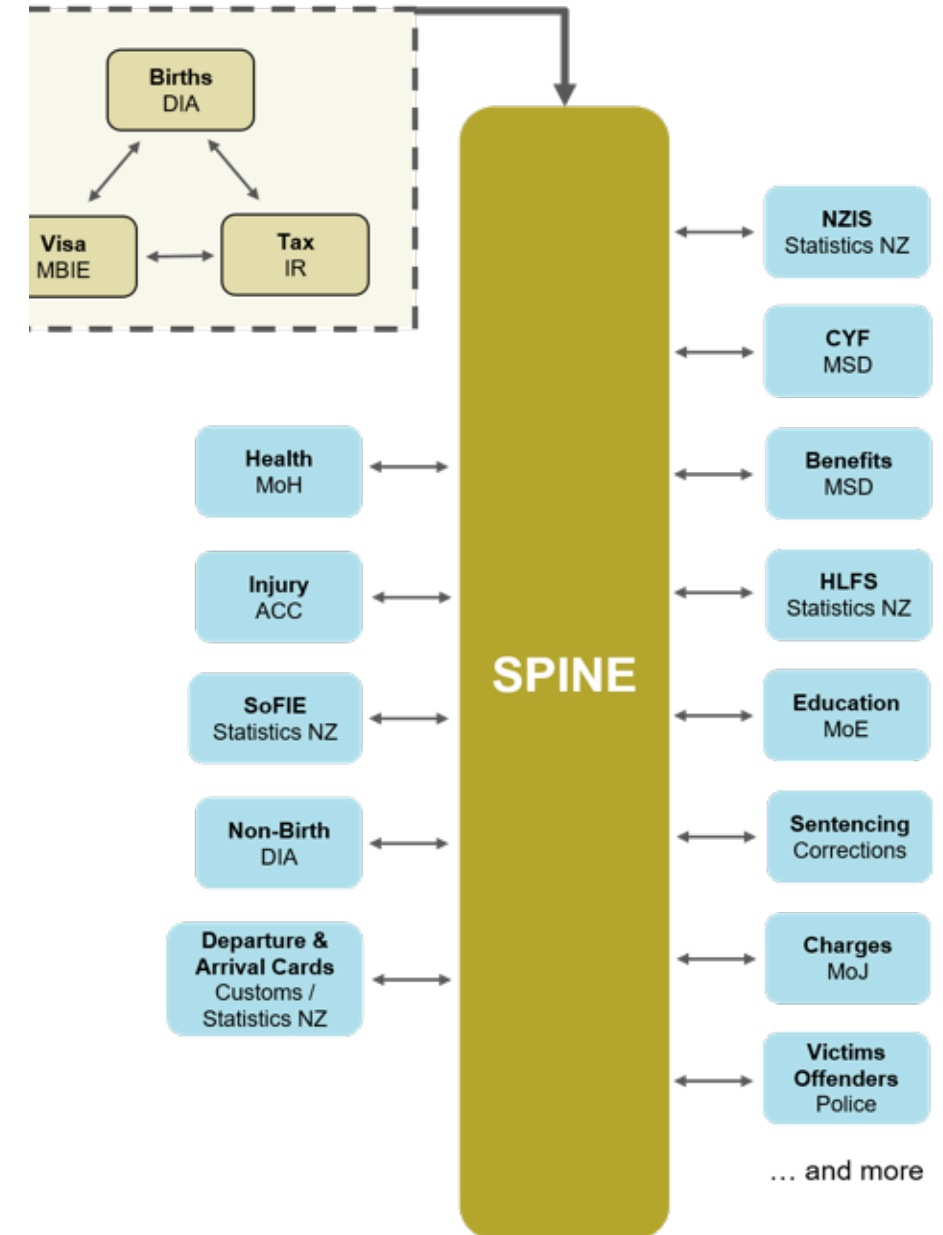 Births
DIA
Visa
MBIE
Tax
IR
SPINE
Health
MoH
Injury
ACC
SoFIE
Statistics NZ
Non-Birth
DIA
Departure &
Arrival Cards
Customs /
Statistics NZ
NZIS
Statistics NZ
CYF
MSD
Benefits
MSD
HLFS
Statistics NZ
Education
MoE
Sentencing
Corrections
Charges
MoJ
Victims
Offenders
Police
... and more